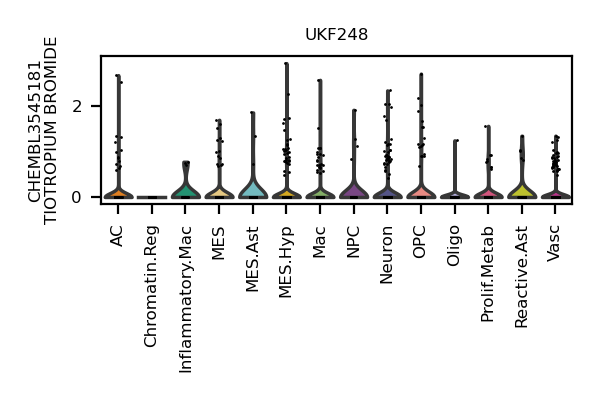 UKF248
CHEMBL3545181
TIOTROPIUM BROMIDE
2
0
AC
Chromatin.Reg
Inflammatory.Mac
MES
MES.Ast
MES.Hyp
Mac
NPC
Neuron
OPC
Oligo
Prolif.Metab
Reactive.Ast
Vasc